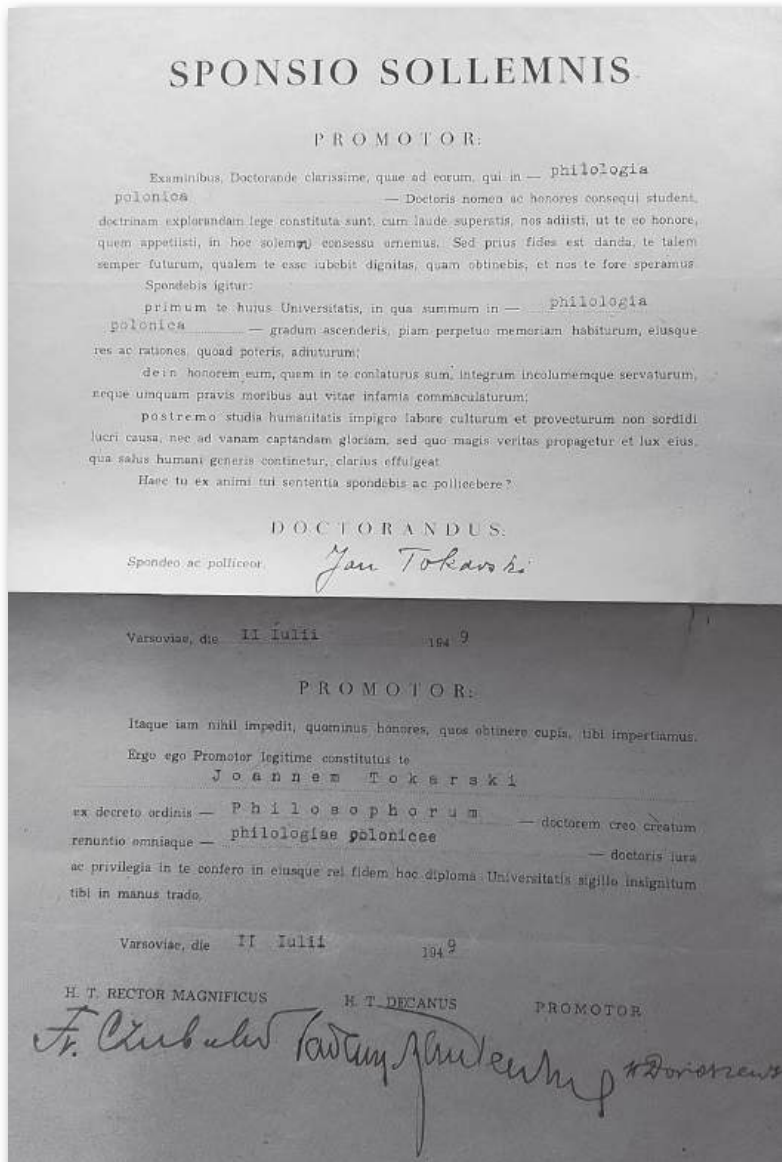 SPONSIO SOLLEMNIS
PROMOTOR:
Examinibus, Doctorande clarissime, quae ad eorum, qui in — philologia
polonica — Doctoris nomen ac honores consequi student,
doctrinam explorandam lege constituta sunt, cum laude superatis, nos adiisti, ut te eo honore,
quem appetiisti, in hoc solemni consessu ornemus. Sed prius fides est danda, te talem
semper futurum, qualem te esse iubebit dignitas, quam obtinebis, et nos te fore speramus.
Spondebis igitur:
primum te huius Universitatis, in qua summum in — philologia
polonica — gradum ascenderis, piam perpetuo memoriam habiturum, eiusque
res ac rationes, quoad poteris, adiuturum;
dein honorem eum, quem in te conlaturus sum, integrum incolumemque servaturum,
neque umquam pravis moribus aut vitae infamia commaculaturum;
postremo studia humanitatis impigro labore culturum et provecturum non sordidi
lucri causa, nec ad vanam captandam gloriam, sed quo magis veritas propagetur et lux eius,
qua salus humani generis continetur, clarius effulgeat.
Haec tu ex animi tui sententia spondebis ac pollicebere?
DOCTORANDUS:
Spondeo ac polliceor. Jan Tokarski
Varsoviae, die II Iulii 1949
PROMOTOR:
Itaque iam nihil impedit, quominus honores, quos obtinere cupis, tibi impertiamus.
Ergo ego Promotor legitime constitutus te
Joannem Tokarski
ex decreto ordinis — Philosophorum — doctorem creo creatum
renuntio omniaque — philologiae polonicee — doctoris iura
ac privilegia in te confero in eiusque rei fidem hoc diploma Universitatis sigillo insignitum
tibi in manus trado.
Varsoviae, die II Iulii 1949
H. T. RECTOR MAGNIFICUS H. T. DECANUS PROMOTOR
Fr. Czubalski